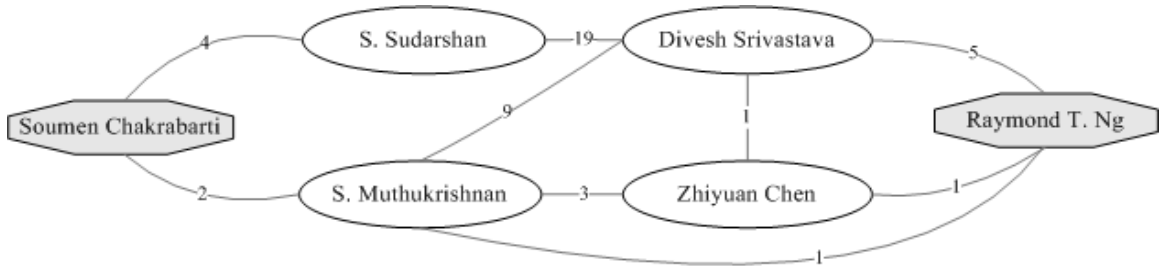 4
S. Sudarshan
19
Divesh Srivastava
5
Soumen Chakrabarti
9
1
Raymond T. Ng
2
S. Muthukrishnan
3
Zhiyuan Chen
1
1